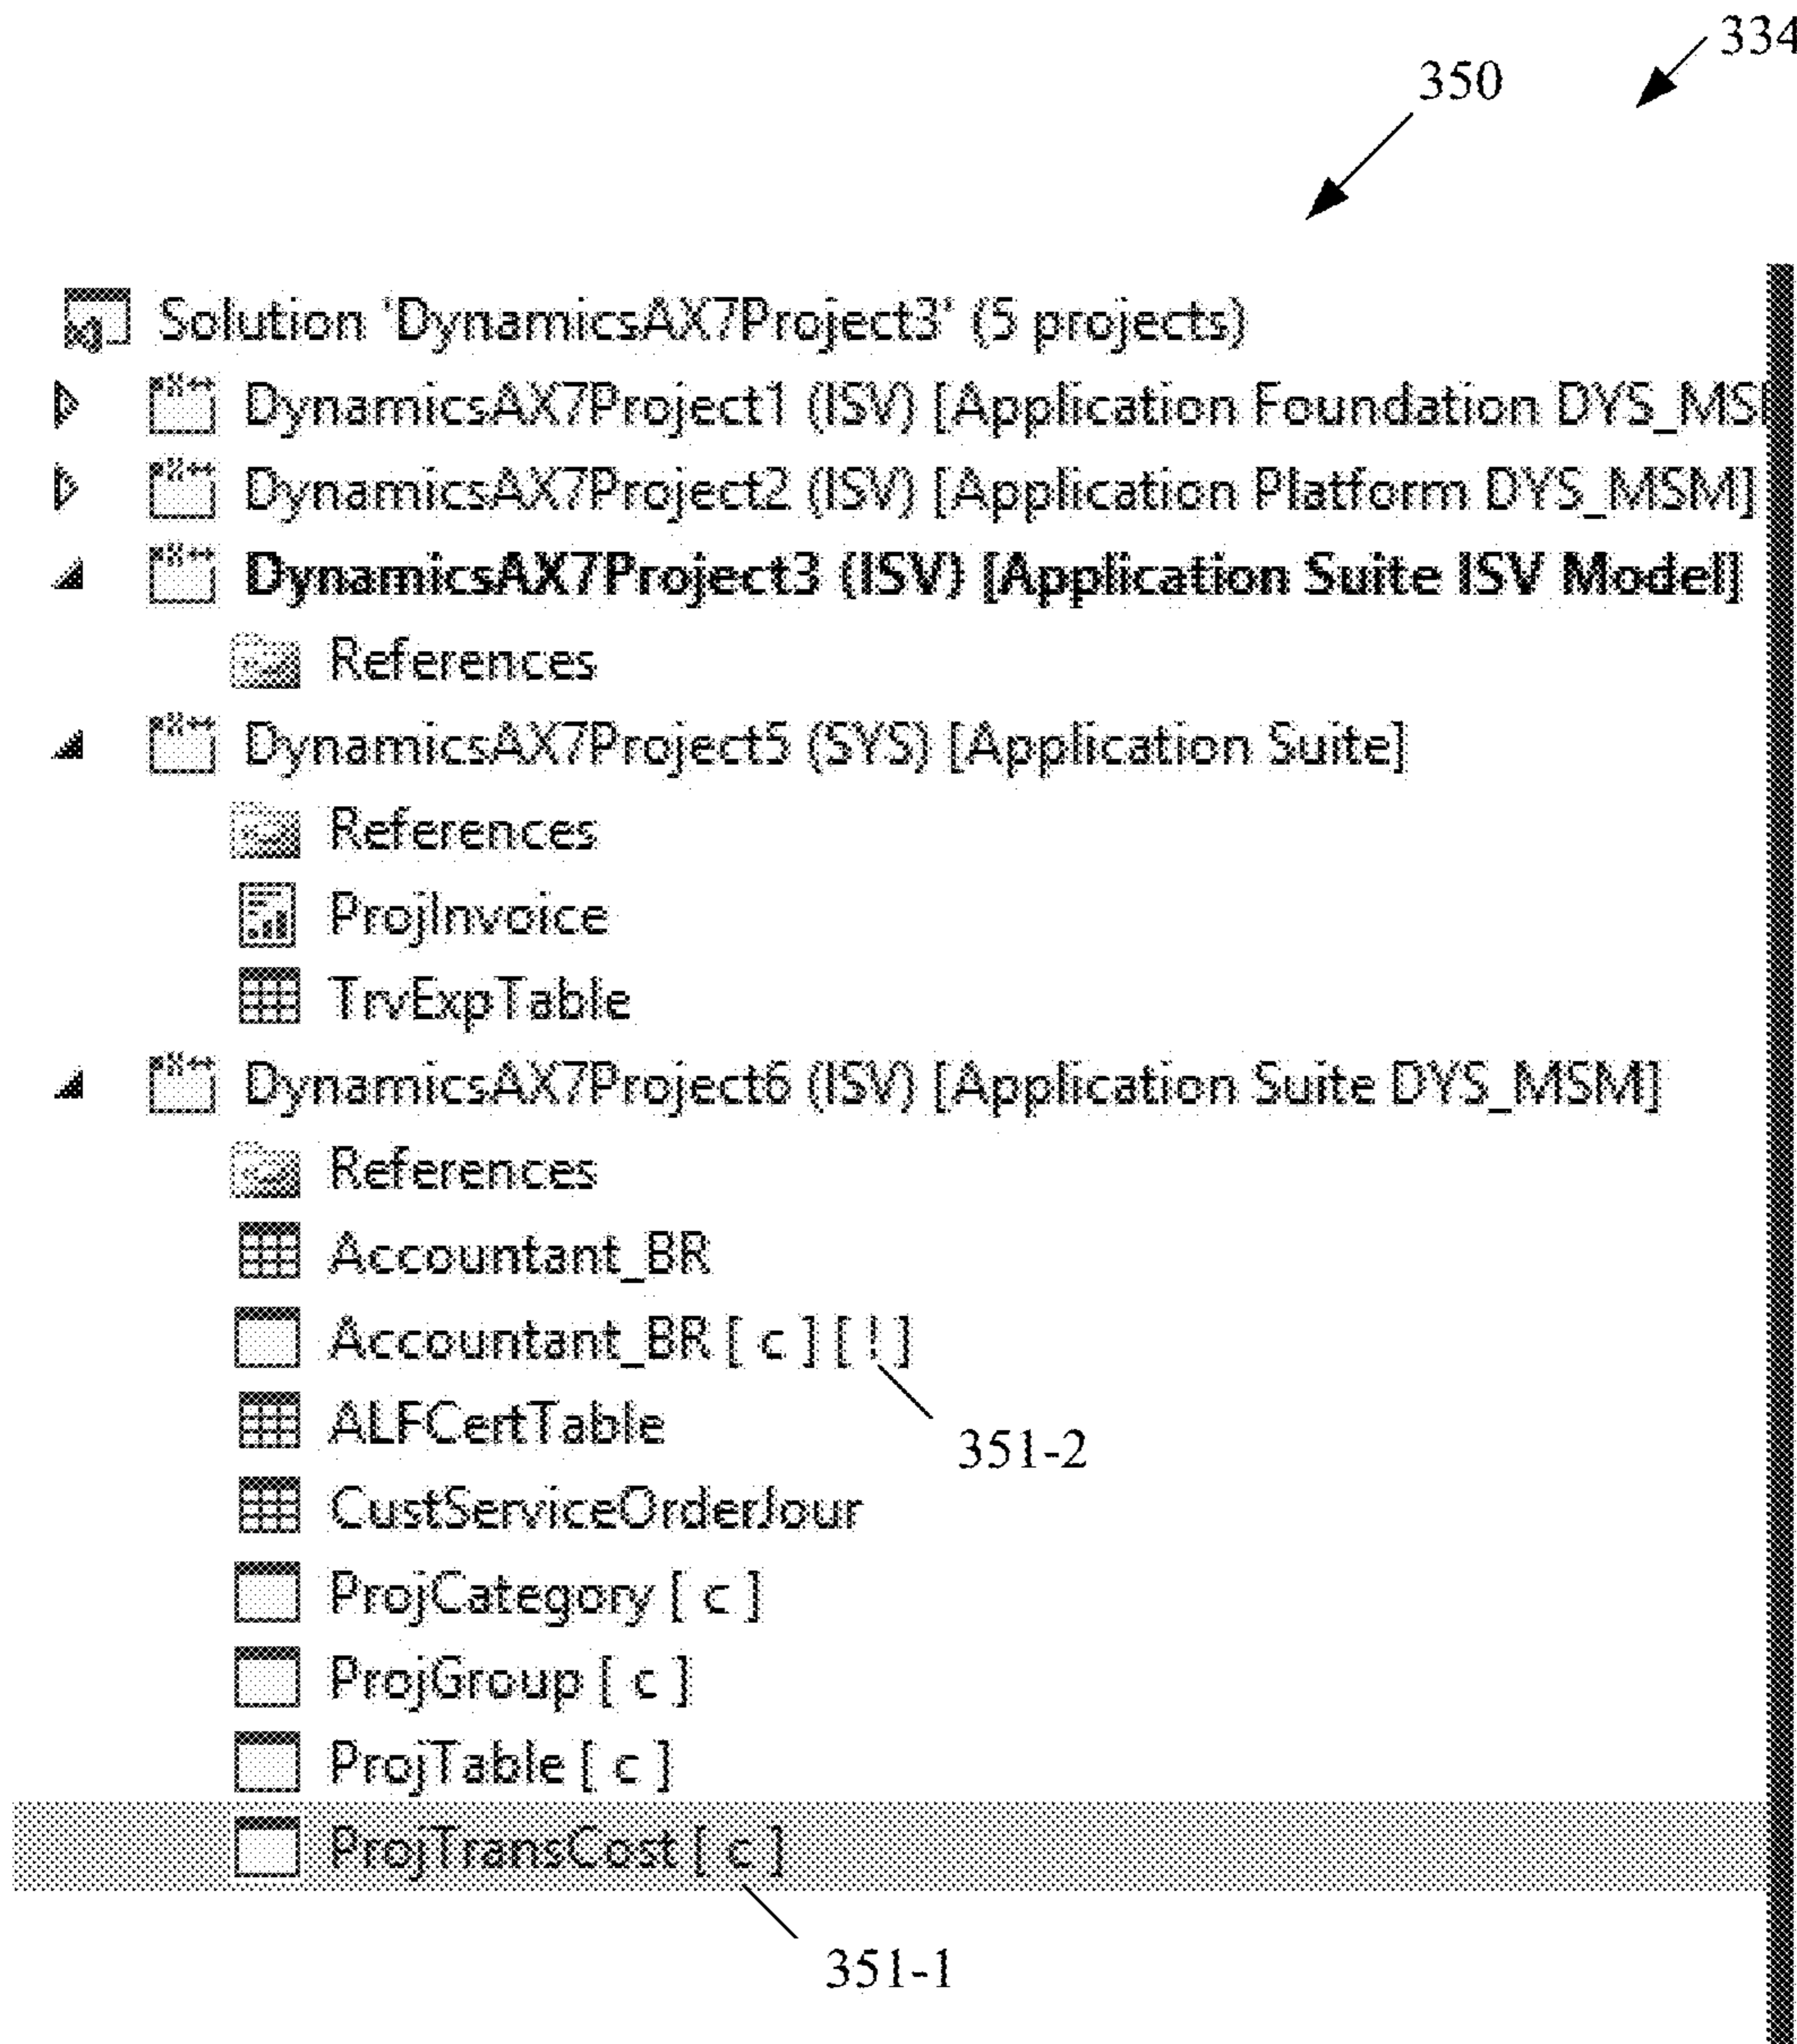 334
350
Solution 'DynamicsAX7Project3' (5 projects)
DynamicsAX7Project1 (ISV) [Application Foundation DYS_MS
DynamicsAX7Project2 (ISV) [Application Platform DYS_MSM]
DynamicsAX7Project3 (ISV) [Application Suite ISV Model]
References
DynamicsAX7Project5 (SYS) [Application Suite]
References
ProjInvoice
TrvExpTable
DynamicsAX7Project6 (ISV) [Application Suite DYS_MSM]
References
Accountant_BR
Accountant_BR [ c ] [ ! ]
351-2
ALFCertTable
CustServiceOrderJour
ProjCategory [ c ]
ProjGroup [ c ]
ProjTable [ c ]
ProjTransCost [ c ]
351-1